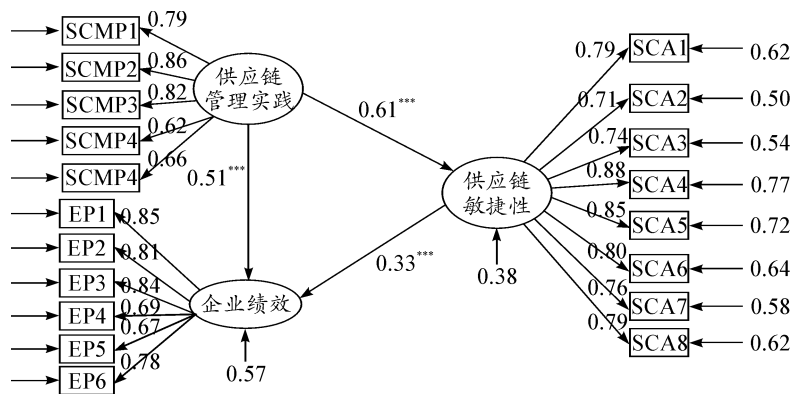 SCMP1
SCMP2
SCMP3
SCMP4
SCMP4
0.79
0.86
0.82
0.62
0.66
供应链
管理实践
0.61***
0.51***
0.33***
EP1
EP2
EP3
EP4
EP5
EP6
0.85
0.81
0.84
0.69
0.67
0.78
企业绩效
0.57
供应链
敏捷性
0.38
0.79
0.71
0.74
0.88
0.85
0.80
0.76
0.79
SCA1
SCA2
SCA3
SCA4
SCA5
SCA6
SCA7
SCA8
0.62
0.50
0.54
0.77
0.72
0.64
0.58
0.62